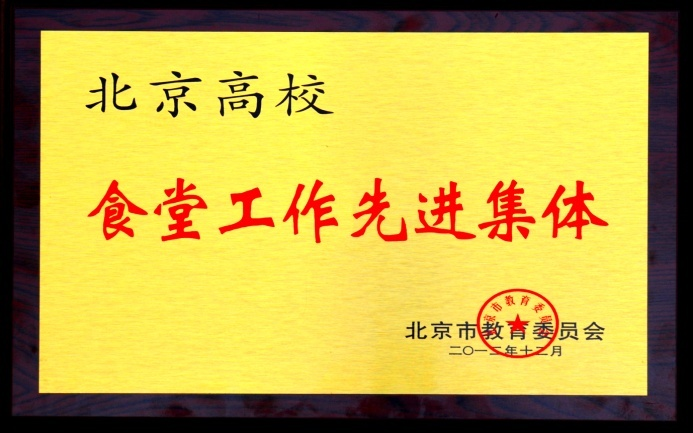 北京高校
食堂工作先进集体
北京市教育委员会
二〇一二年十二月